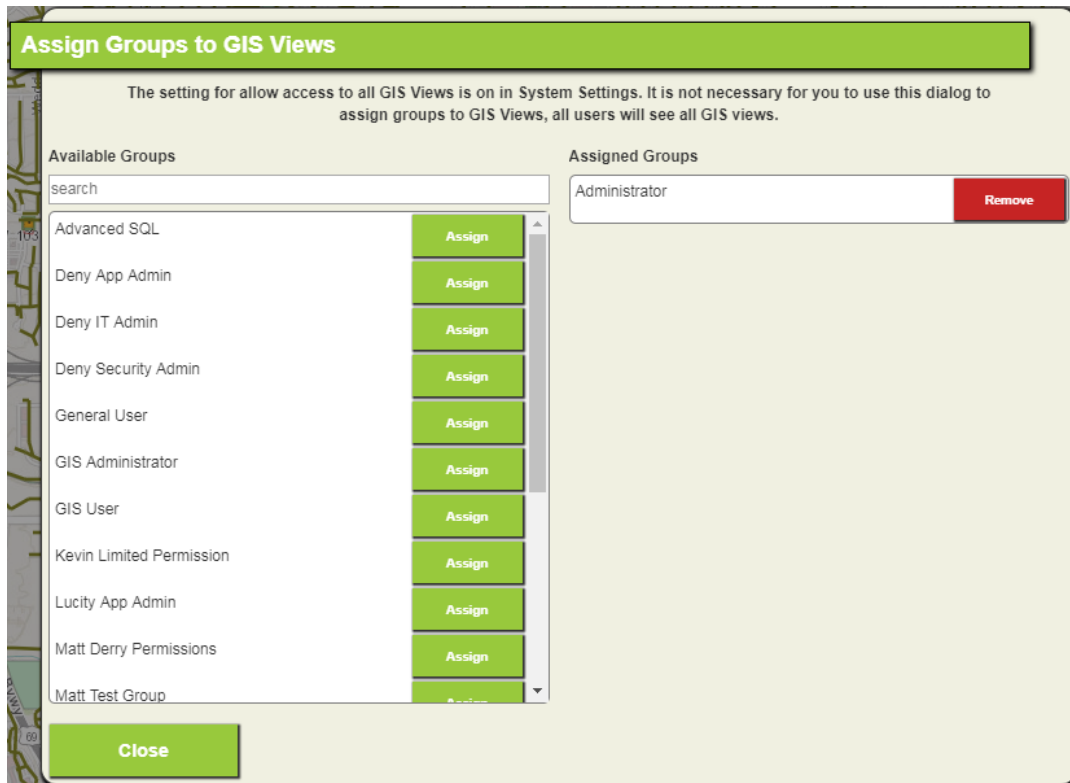 Assign Groups to GIS Views
The setting for allow access to all GIS Views is on in System Settings. It is not necessary for you to use this dialog to
assign groups to GIS Views, all users will see all GIS views.
Available Groups
search
Advanced SQL Assign
Deny App Admin Assign
Deny IT Admin Assign
Deny Security Admin Assign
General User Assign
GIS Administrator Assign
GIS User Assign
Kevin Limited Permission Assign
Lucity App Admin Assign
Matt Derry Permissions Assign
Matt Test Group Assign
Assigned Groups
Administrator Remove
Close
103
69